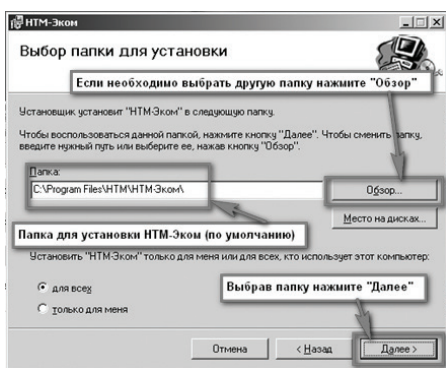 НТМ-Эком
Выбор папки для установки
Если необходимо выбрать другую папку нажмите "Обзор"
Установщик установит "НТМ-Эком" в следующую папку.
Чтобы воспользоваться данной папкой, нажмите кнопку "Далее". Чтобы сменить папку,
введите нужный путь или выберите ее, нажав кнопку "Обзор".
Папка:
C:\Program Files\НТМ\НТМ-Эком\
Обзор...
Место на дисках...
Папка для установки НТМ-Эком (по умолчанию)
Установить "НТМ-Эком" только для меня или для всех, кто использует этот компьютер:
для всех
Выбрав папку нажмите "Далее"
только для меня
Отмена
< Назад
Далее >